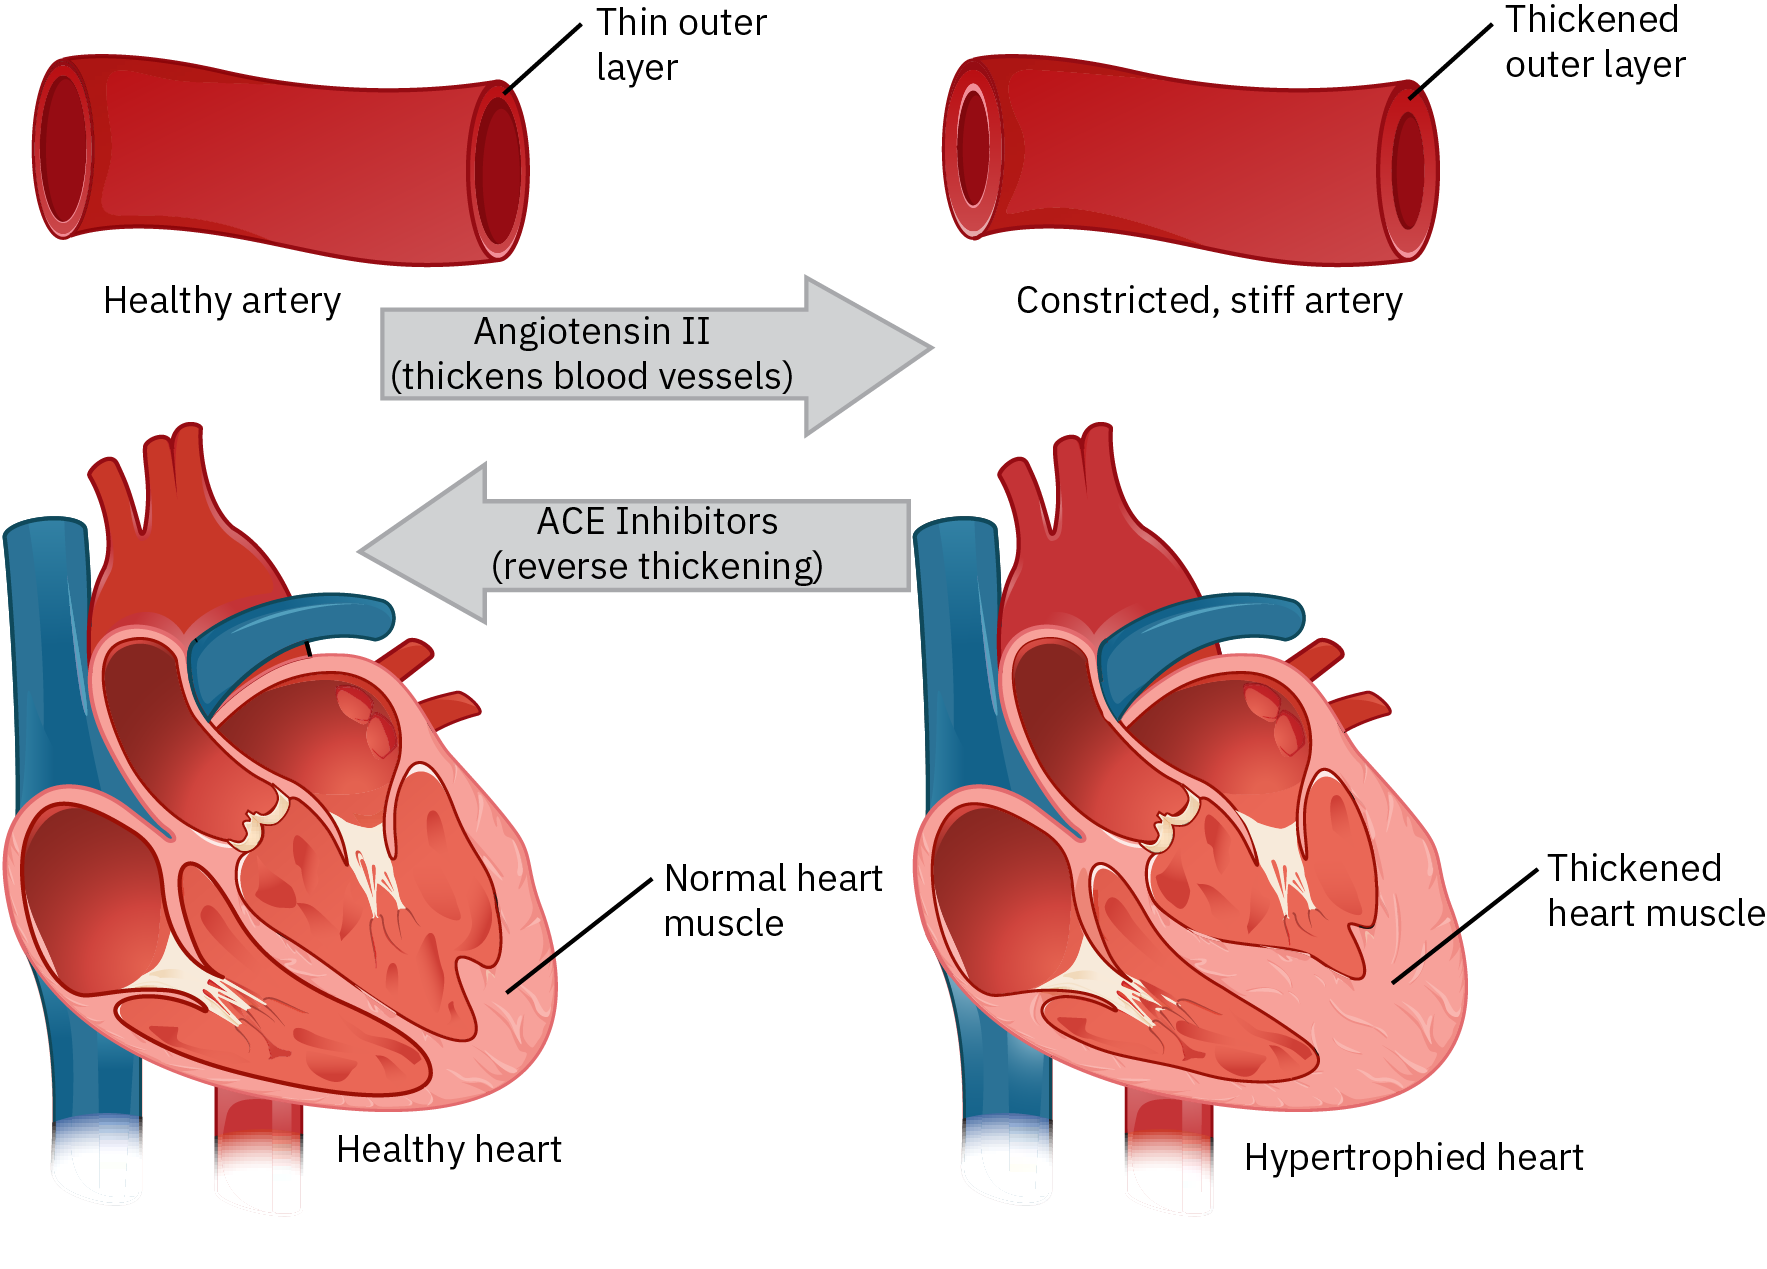 Thin outer
layer
Thickened
outer layer
Healthy artery
Constricted, stiff artery
Angiotensin II
(thickens blood vessels)
ACE Inhibitors
(reverse thickening)
Normal heart
muscle
Thickened
heart muscle
Healthy heart
Hypertrophied heart